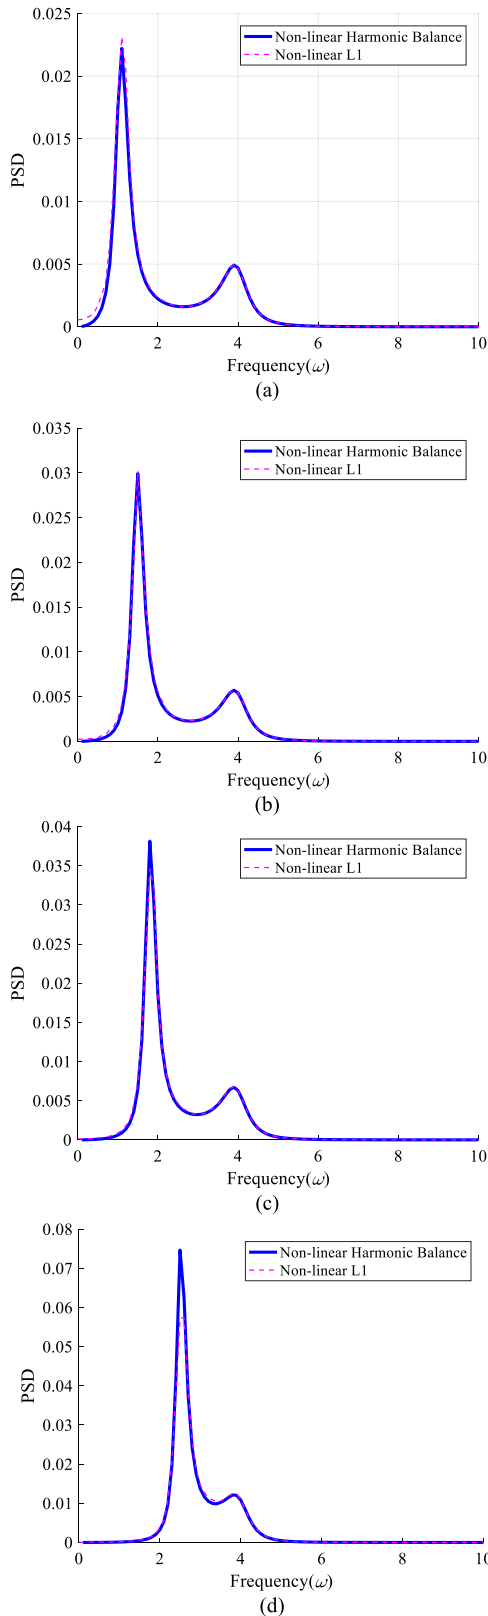 0.025
Non-linear Harmonic Balance
Non-linear L1
0.02
0.015
PSD
0.01
0.005
0
0 2 4 6 8 10
Frequency(ω)
(a)
0.035
Non-linear Harmonic Balance
Non-linear L1
0.03
0.025
0.02
PSD
0.015
0.01
0.005
0
0 2 4 6 8 10
Frequency(ω)
(b)
0.04
Non-linear Harmonic Balance
Non-linear L1
0.035
0.03
0.025
0.02
PSD
0.015
0.01
0.005
0
0 2 4 6 8 10
Frequency(ω)
(c)
0.08
Non-linear Harmonic Balance
Non-linear L1
0.07
0.06
0.05
0.04
PSD
0.03
0.02
0.01
0
0 2 4 6 8 10
Frequency(ω)
(d)